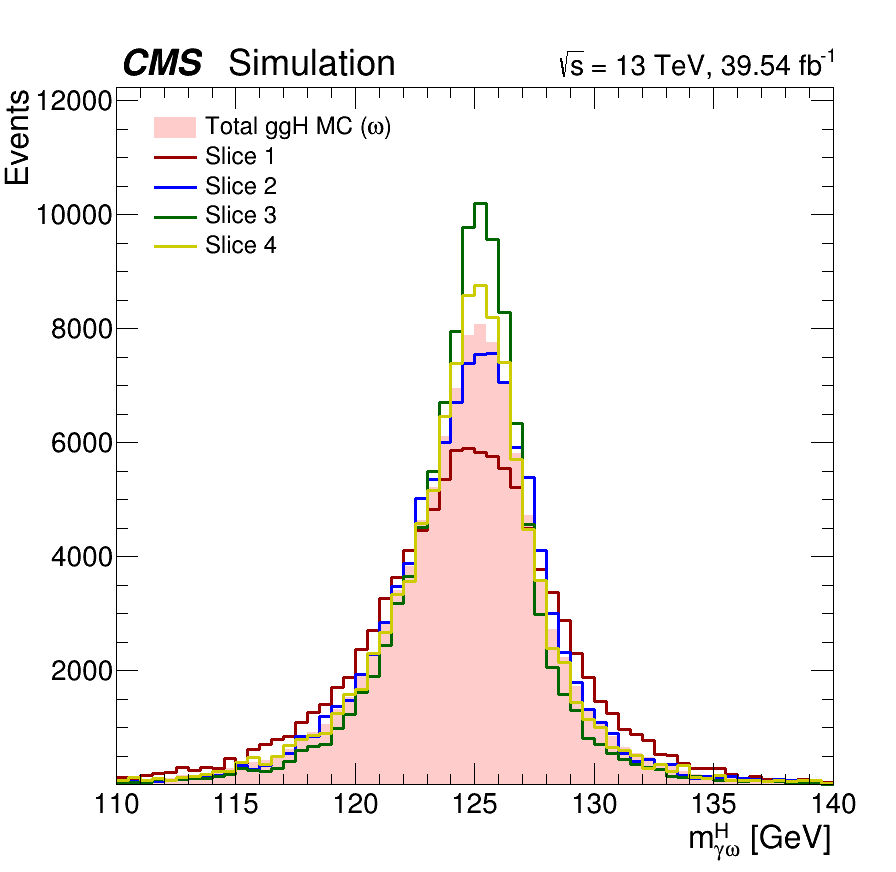 CMS Simulation
√s = 13 TeV, 39.54 fb⁻¹
Events
12000
10000
8000
6000
4000
2000
Total ggH MC (ω)
Slice 1
Slice 2
Slice 3
Slice 4
110 115 120 125 130 135 140
m^H_γω [GeV]